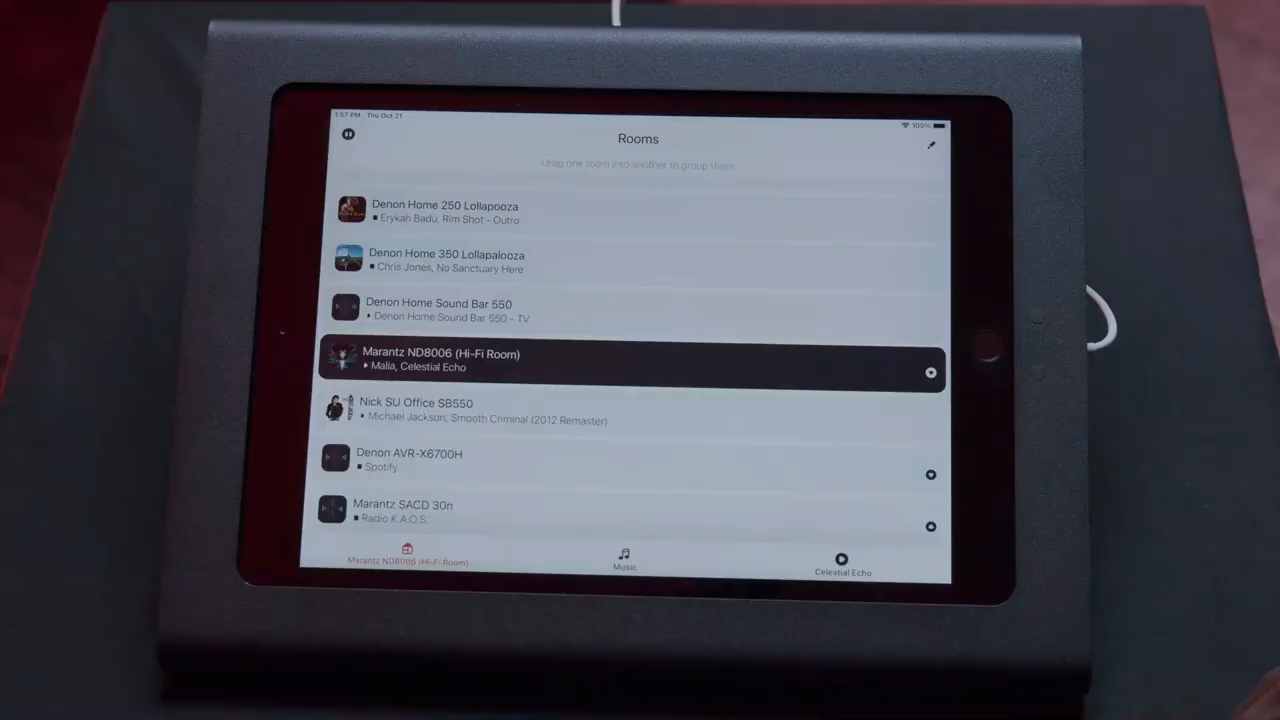 1:57 PM Thu Oct 21
100%
Rooms
Drag one room into another to group them
Denon Home 250 Lollapooza
Erykah Badu, Rim Shot - Outro
Denon Home 350 Lollapalooza
Chris Jones, No Sanctuary Here
Denon Home Sound Bar 550
Denon Home Sound Bar 550 - TV
Marantz ND8006 (Hi-Fi Room)
Malia, Celestial Echo
Nick SU Office SB550
Michael Jackson, Smooth Criminal (2012 Remaster)
Denon AVR-X6700H
Spotify
Marantz SACD 30n
Radio K.A.O.S.
Marantz ND8006 (Hi-Fi Room)
Music
Celestial Echo